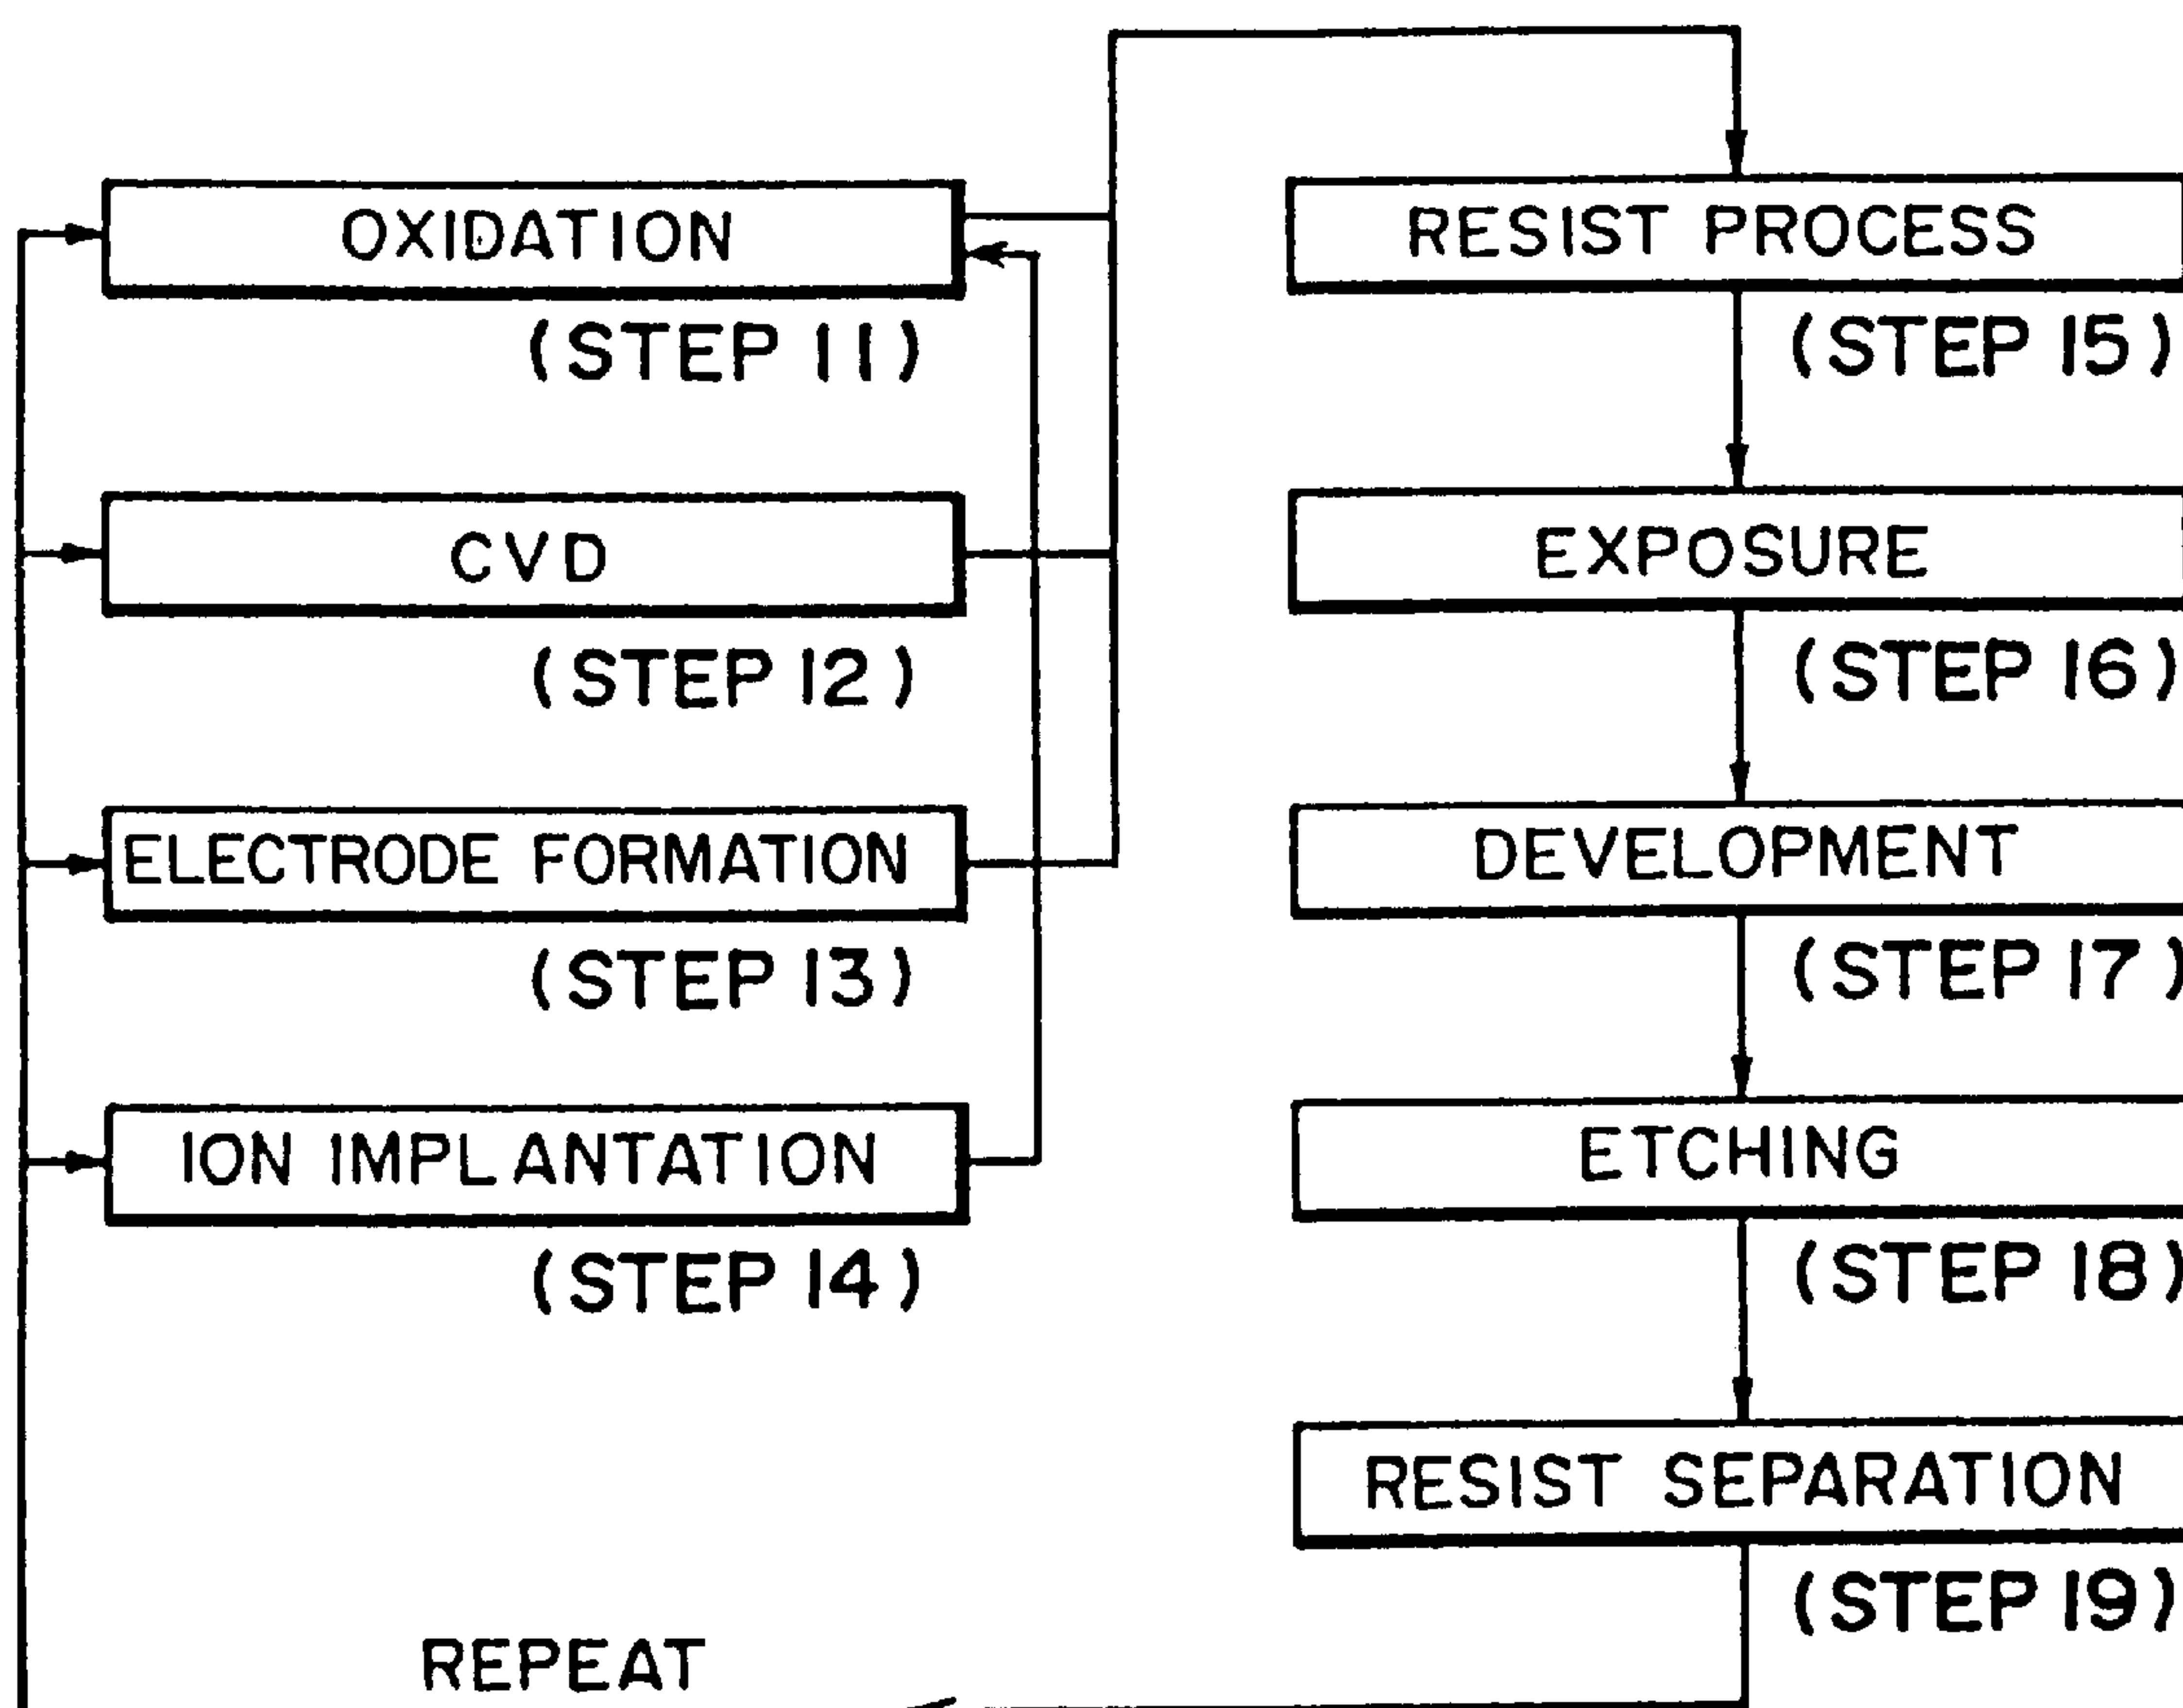 OXIDATION
(STEP 11)
CVD
(STEP 12)
ELECTRODE FORMATION
(STEP 13)
ION IMPLANTATION
(STEP 14)
REPEAT
RESIST PROCESS
(STEP 15)
EXPOSURE
(STEP 16)
DEVELOPMENT
(STEP 17)
ETCHING
(STEP 18)
RESIST SEPARATION
(STEP 19)